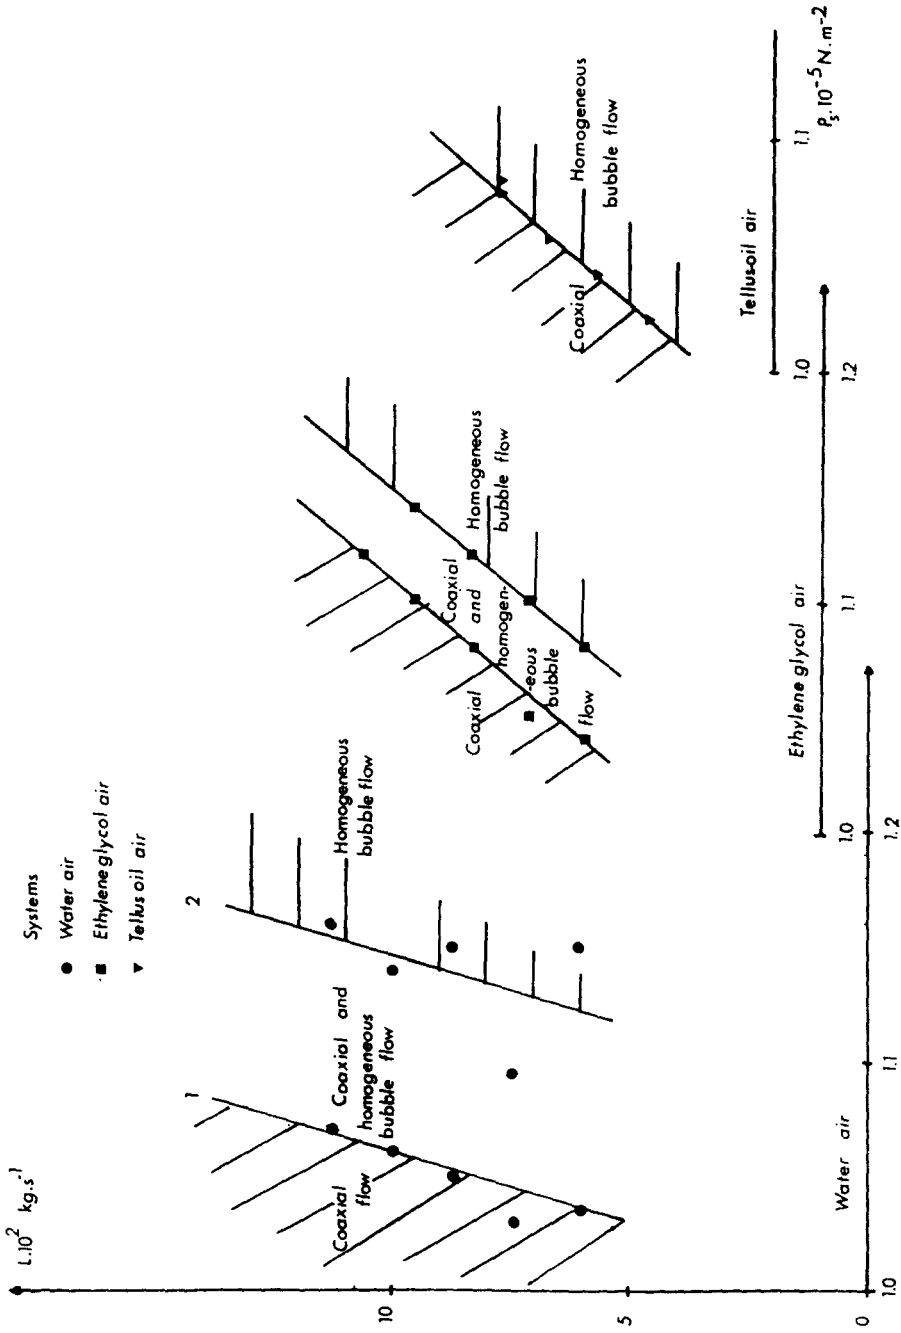 L.10² kg.s⁻¹
Systems
● Water air
■ Ethylene glycol air
▼ Tellus oil air
1
2
Coaxial
flow
Coaxial and
homogeneous
bubble flow
Homogeneous
bubble flow
Coaxial
Coaxial
and
homogen-
-eous
bubble
flow
Homogeneous
bubble flow
Coaxial
Homogeneous
bubble flow
10
5
0
Tellus-oil air
1.0
1.1
Pₛ.10⁻⁵ N.m⁻²
Ethylene glycol air
1.0
1.1
1.2
Water air
1.0
1.1
1.2